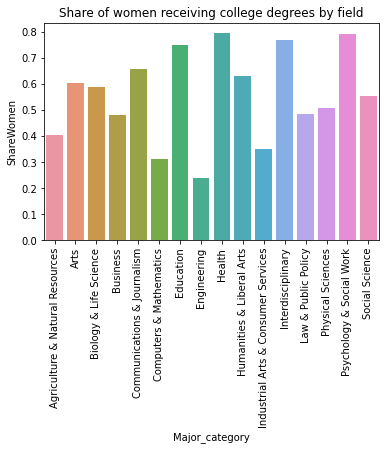 Share of women receiving college degrees by field
ShareWomen
0.8
0.7
0.6
0.5
0.4
0.3
0.2
0.1
0.0
Agriculture & Natural Resources
Arts
Biology & Life Science
Business
Communications & Journalism
Computers & Mathematics
Education
Engineering
Health
Humanities & Liberal Arts
Industrial Arts & Consumer Services
Interdisciplinary
Law & Public Policy
Physical Sciences
Psychology & Social Work
Social Science
Major_category